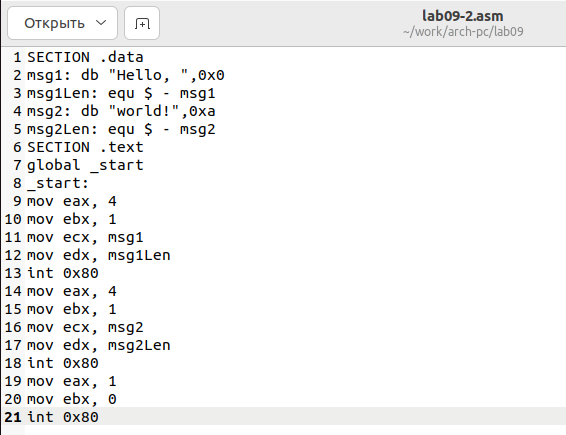 Открыть
lab09-2.asm
~/work/arch-pc/lab09
1 SECTION .data
2 msg1: db "Hello, ",0x0
3 msg1Len: equ $ - msg1
4 msg2: db "world!",0xa
5 msg2Len: equ $ - msg2
6 SECTION .text
7 global _start
8 _start:
9 mov eax, 4
10 mov ebx, 1
11 mov ecx, msg1
12 mov edx, msg1Len
13 int 0x80
14 mov eax, 4
15 mov ebx, 1
16 mov ecx, msg2
17 mov edx, msg2Len
18 int 0x80
19 mov eax, 1
20 mov ebx, 0
21 int 0x80